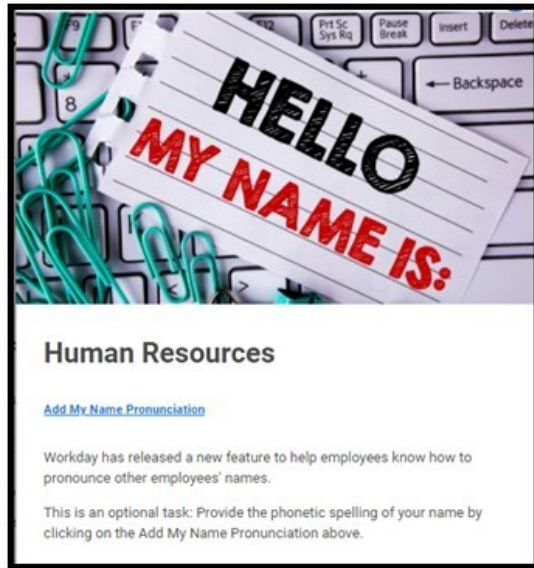 F9
F12
Prt Sc
Sys Rq
Pause
Break
Insert
Delete
*
8
+
Backspace
HELLO
MY NAME IS:
<
>
Human Resources
Add My Name Pronunciation
Workday has released a new feature to help employees know how to
pronounce other employees' names.
This is an optional task: Provide the phonetic spelling of your name by
clicking on the Add My Name Pronunciation above.